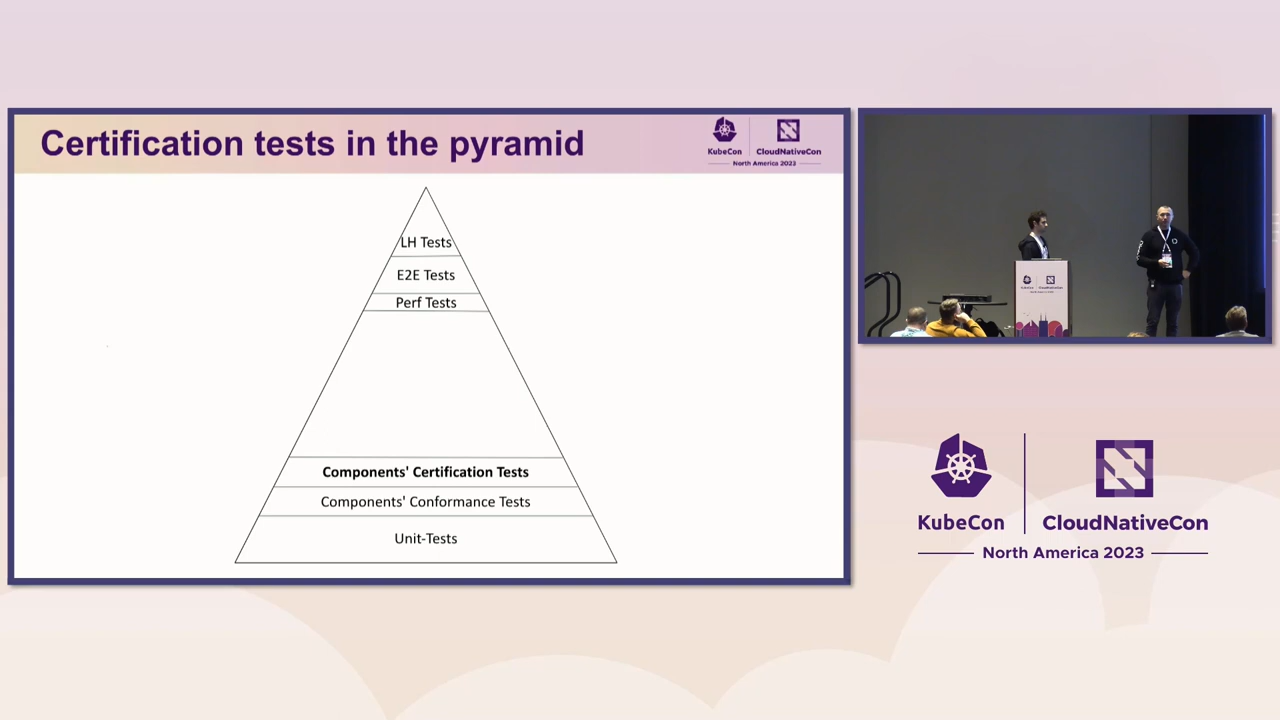 Certification tests in the pyramid
KubeCon
CloudNativeCon
North America 2023
LH Tests
E2E Tests
Perf Tests
Components' Certification Tests
Components' Conformance Tests
Unit-Tests
KubeCon
CloudNativeCon
North America 2023